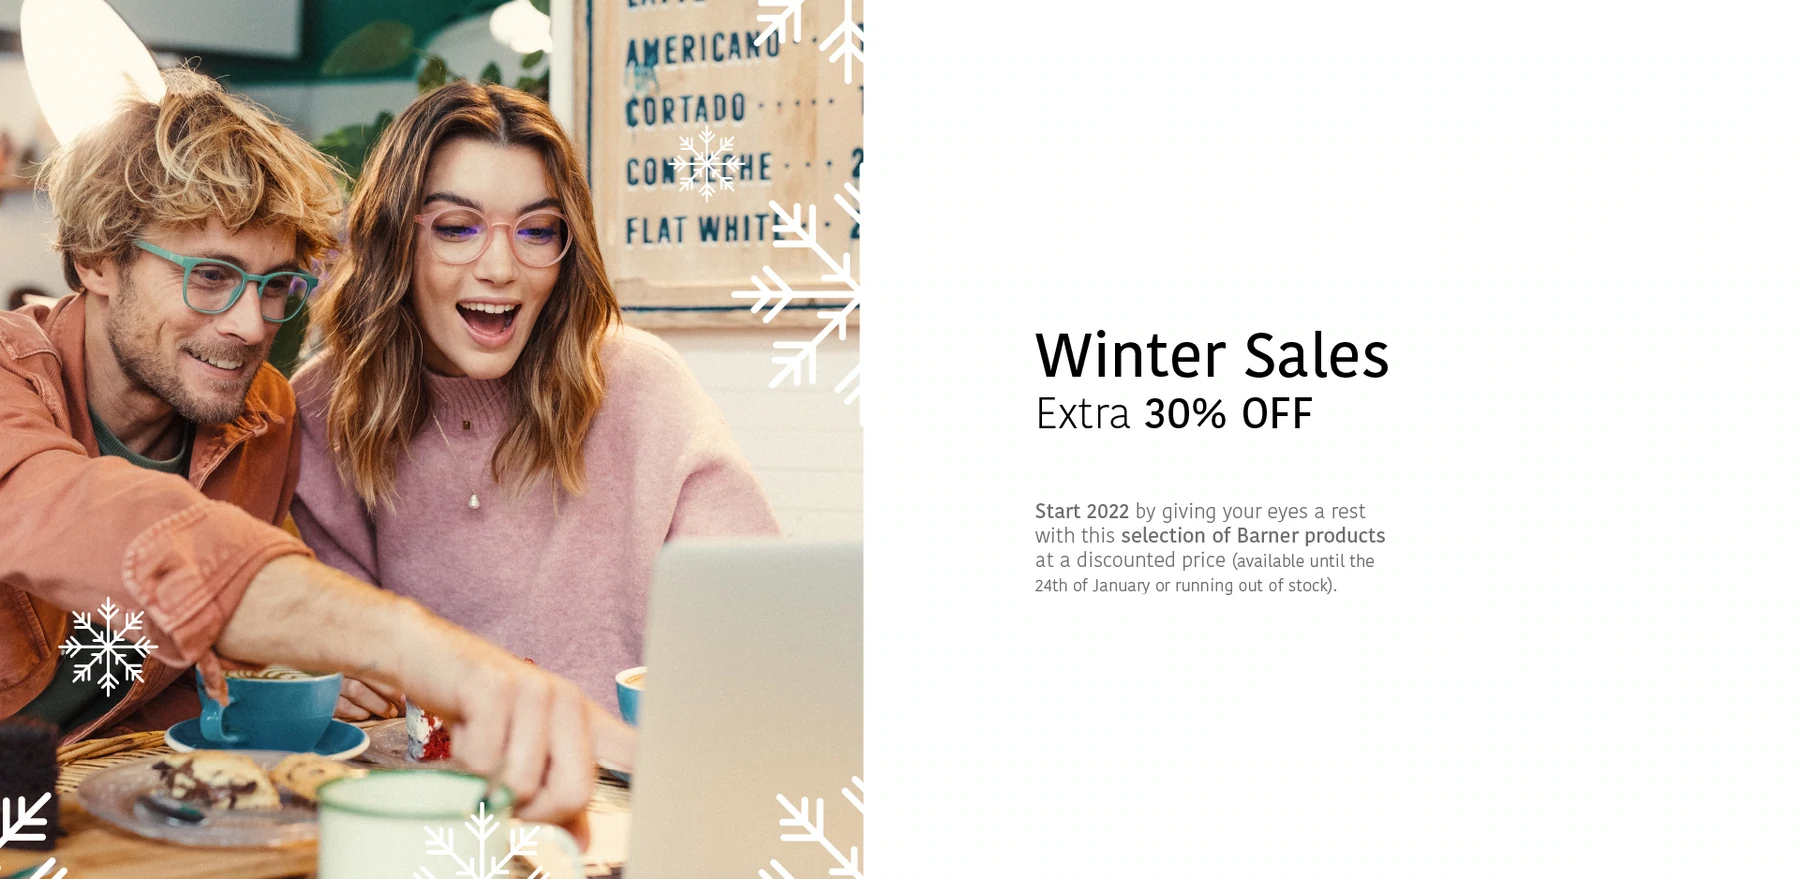 AMERICANO
CORTADO
FLAT WHITE
Winter Sales
Extra 30% OFF
Start 2022 by giving your eyes a rest
with this selection of Barner products
at a discounted price (available until the
24th of January or running out of stock).